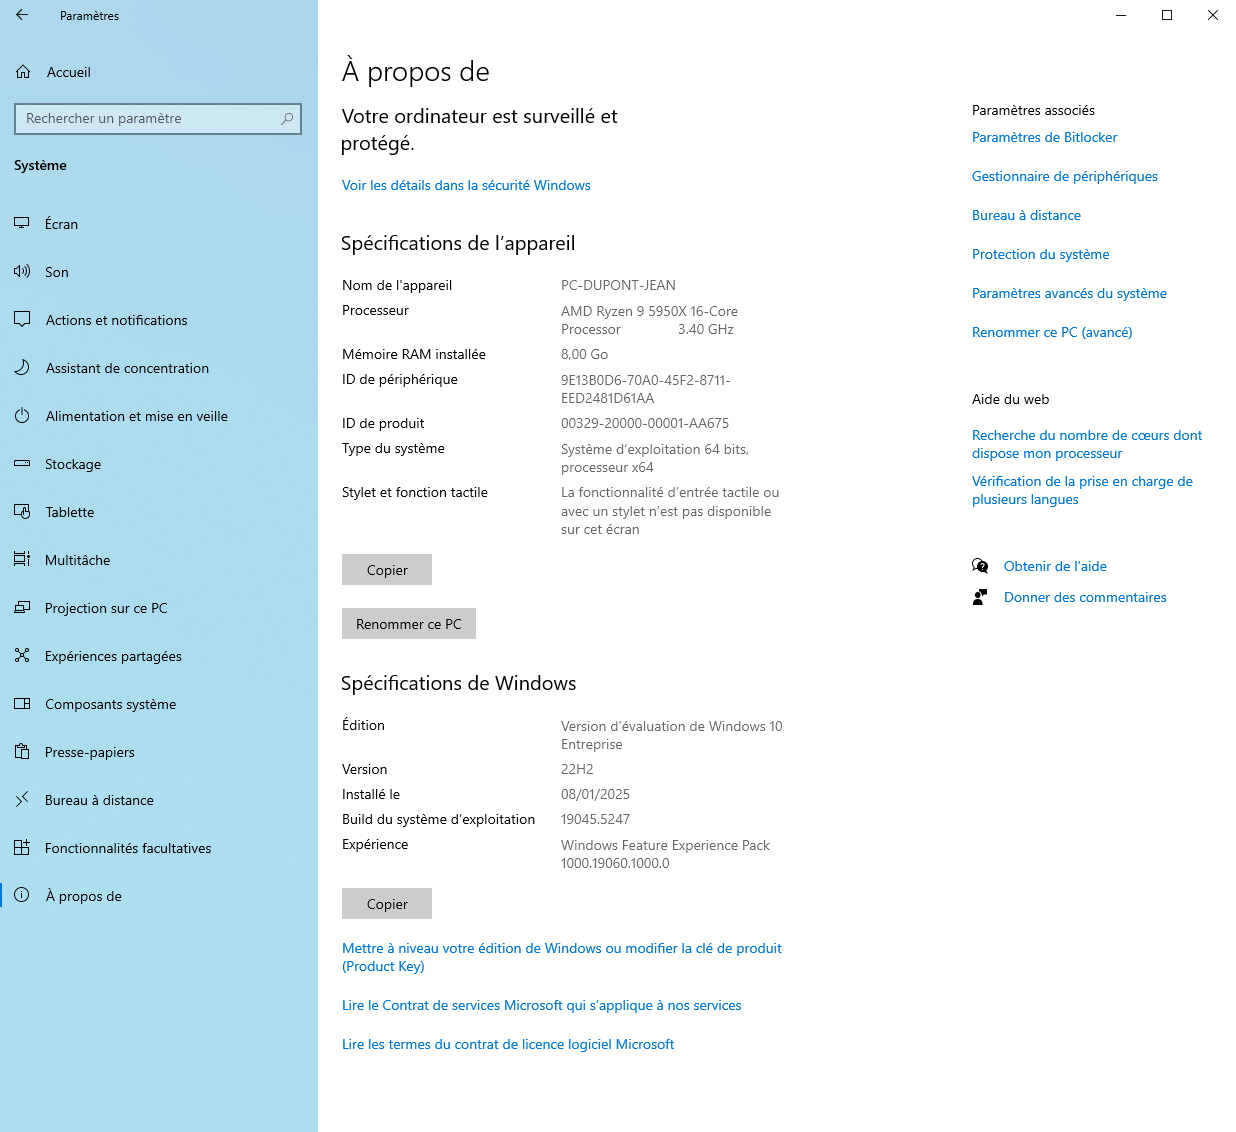 Paramètres
Accueil
Rechercher un paramètre
Système
Écran
Son
Actions et notifications
Assistant de concentration
Alimentation et mise en veille
Stockage
Tablette
Multitâche
Projection sur ce PC
Expériences partagées
Composants système
Presse-papiers
Bureau à distance
Fonctionnalités facultatives
À propos de
À propos de
Votre ordinateur est surveillé et
protégé.
Voir les détails dans la sécurité Windows
Spécifications de l’appareil
Nom de l'appareil PC-DUPONT-JEAN
Processeur AMD Ryzen 9 5950X 16-Core
Processor 3.40 GHz
Mémoire RAM installée 8,00 Go
ID de périphérique 9E13B0D6-70A0-45F2-8711-
EED2481D61AA
ID de produit 00329-20000-00001-AA675
Type du système Système d’exploitation 64 bits,
processeur x64
Stylet et fonction tactile La fonctionnalité d’entrée tactile ou
avec un stylet n’est pas disponible
sur cet écran
Copier
Renommer ce PC
Spécifications de Windows
Édition Version d’évaluation de Windows 10
Entreprise
Version 22H2
Installé le 08/01/2025
Build du système d’exploitation 19045.5247
Expérience Windows Feature Experience Pack
1000.19060.1000.0
Copier
Mettre à niveau votre édition de Windows ou modifier la clé de produit
(Product Key)
Lire le Contrat de services Microsoft qui s’applique à nos services
Lire les termes du contrat de licence logiciel Microsoft
Paramètres associés
Paramètres de Bitlocker
Gestionnaire de périphériques
Bureau à distance
Protection du système
Paramètres avancés du système
Renommer ce PC (avancé)
Aide du web
Recherche du nombre de cœurs dont
dispose mon processeur
Vérification de la prise en charge de
plusieurs langues
Obtenir de l’aide
Donner des commentaires